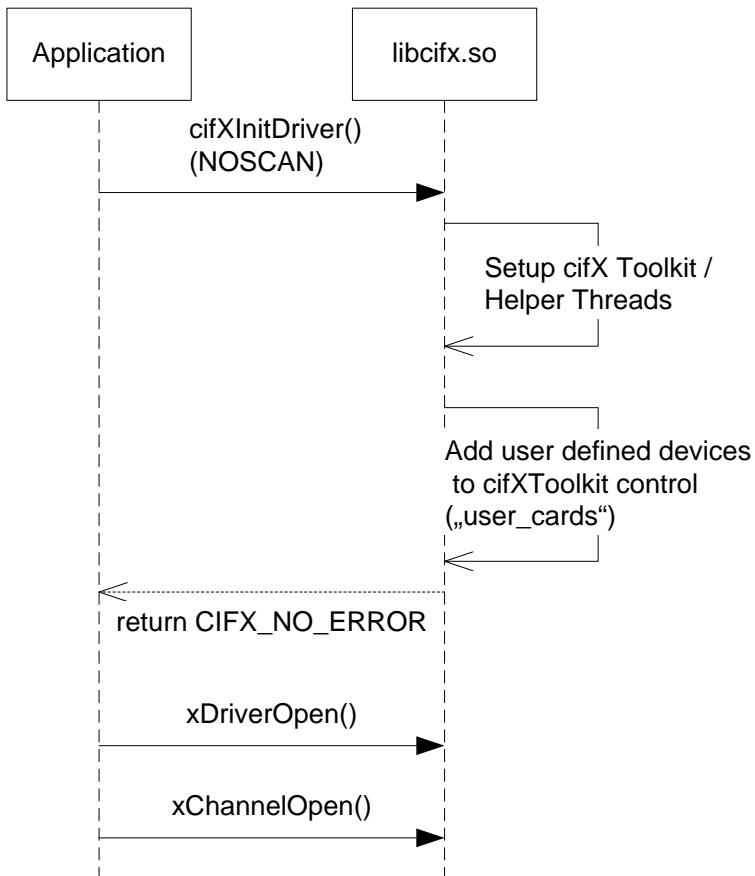 Application
libcifx.so
cifXInitDriver()
(NOSCAN)
Setup cifX Toolkit /
Helper Threads
Add user defined devices
to cifXToolkit control
(„user_cards“)
return CIFX_NO_ERROR
xDriverOpen()
xChannelOpen()